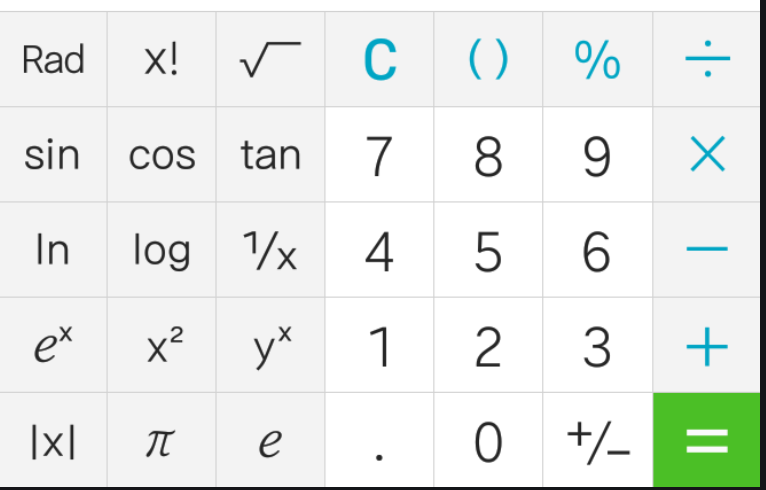 Rad x! √ C ( ) % ÷
sin cos tan 7 8 9 ×
ln log 1/x 4 5 6 −
eˣ x² yˣ 1 2 3 +
|x| π e . 0 +/− =